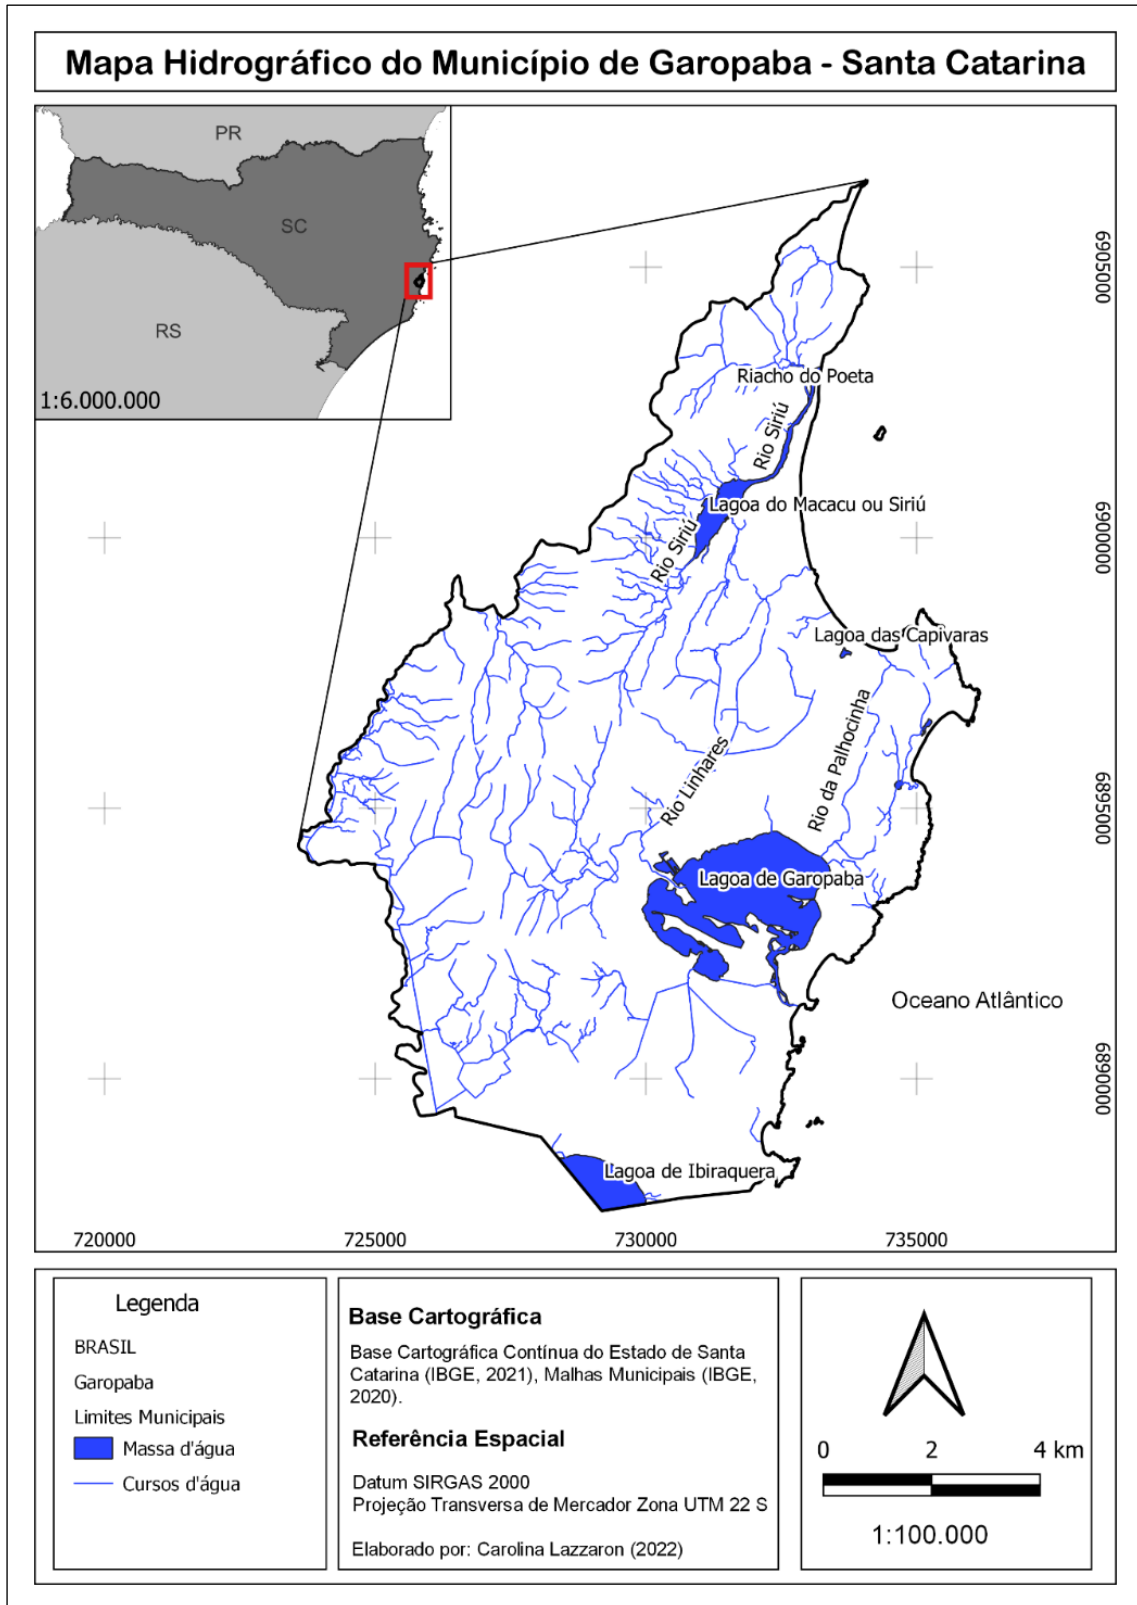 Mapa Hidrográfico do Município de Garopaba - Santa Catarina
PR
SC
RS
1:6.000.000
Riacho do Poeta
Rio Siriú
Lagoa do Macacu ou Siriú
Rio Siriú
Lagoa das Capivaras
Rio da Palhocinha
Rio Linhares
Lagoa de Garopaba
Oceano Atlântico
Lagoa de Ibiraquera
6905000
6900000
6895000
6890000
720000
725000
730000
735000
Legenda
BRASIL
Garopaba
Limites Municipais
Massa d'água
Cursos d'água
Base Cartográfica
Base Cartográfica Contínua do Estado de Santa
Catarina (IBGE, 2021), Malhas Municipais (IBGE,
2020).
Referência Espacial
Datum SIRGAS 2000
Projeção Transversa de Mercador Zona UTM 22 S
Elaborado por: Carolina Lazzaron (2022)
0 2 4 km
1:100.000